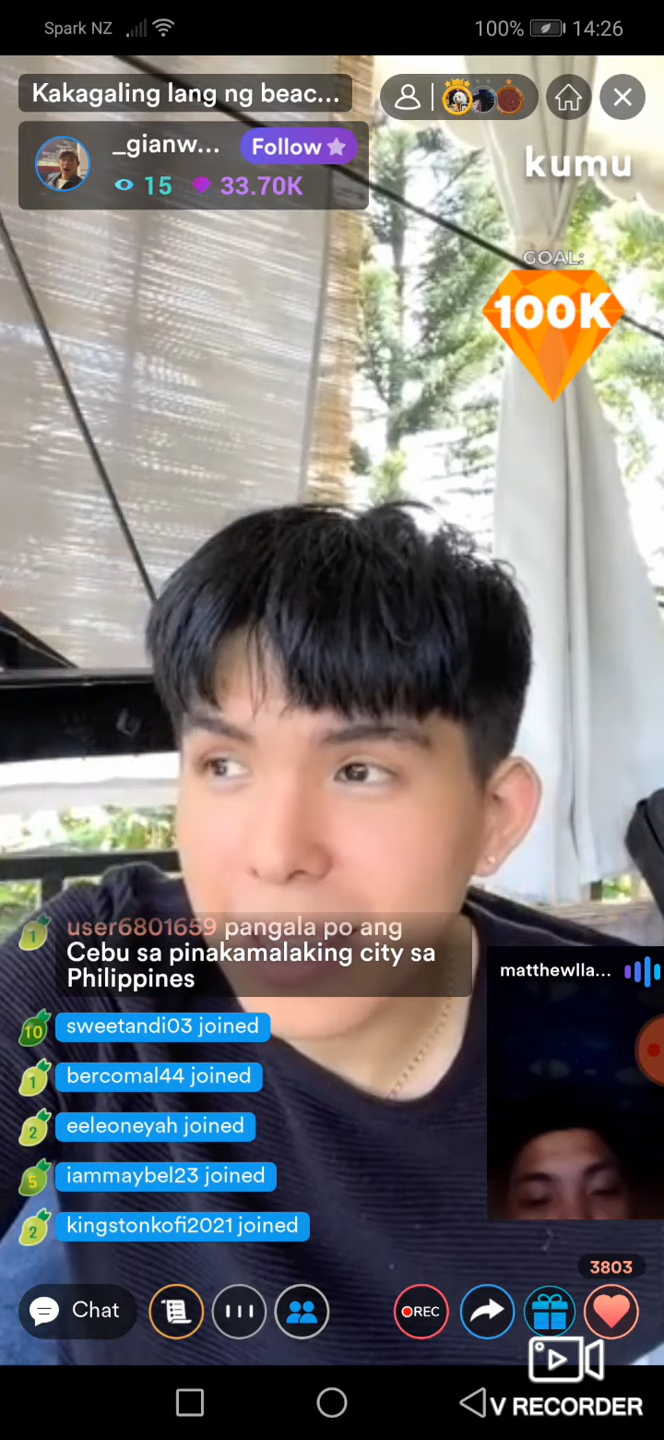 Spark NZ
100%
14:26
Kakagaling lang ng beac...
_gianw...
Follow
15
33.70K
kumu
GOAL:
100K
1
user6801659 pangala po ang
Cebu sa pinakamalaking city sa
Philippines
matthewlla...
10
sweetandi03 joined
1
bercomal44 joined
2
eeleoneyah joined
5
iammaybel23 joined
2
kingstonkofi2021 joined
3803
Chat
REC
V RECORDER